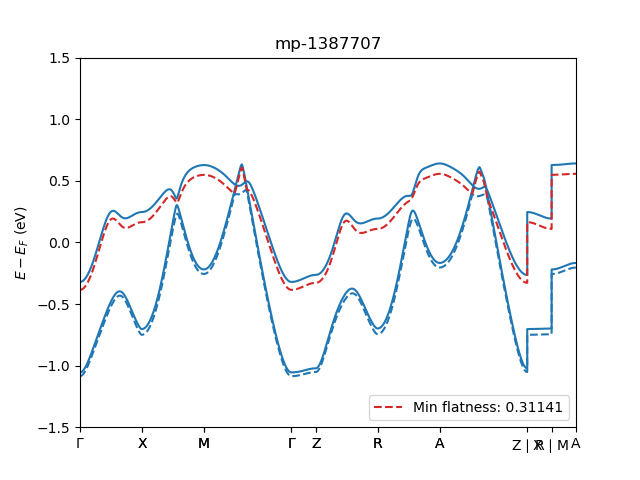 mp-1387707
1.5
1.0
0.5
0.0
−0.5
−1.0
−1.5
E − E_F (eV)
Min flatness: 0.31141
Γ X M Γ Z R A Z | X R | M A